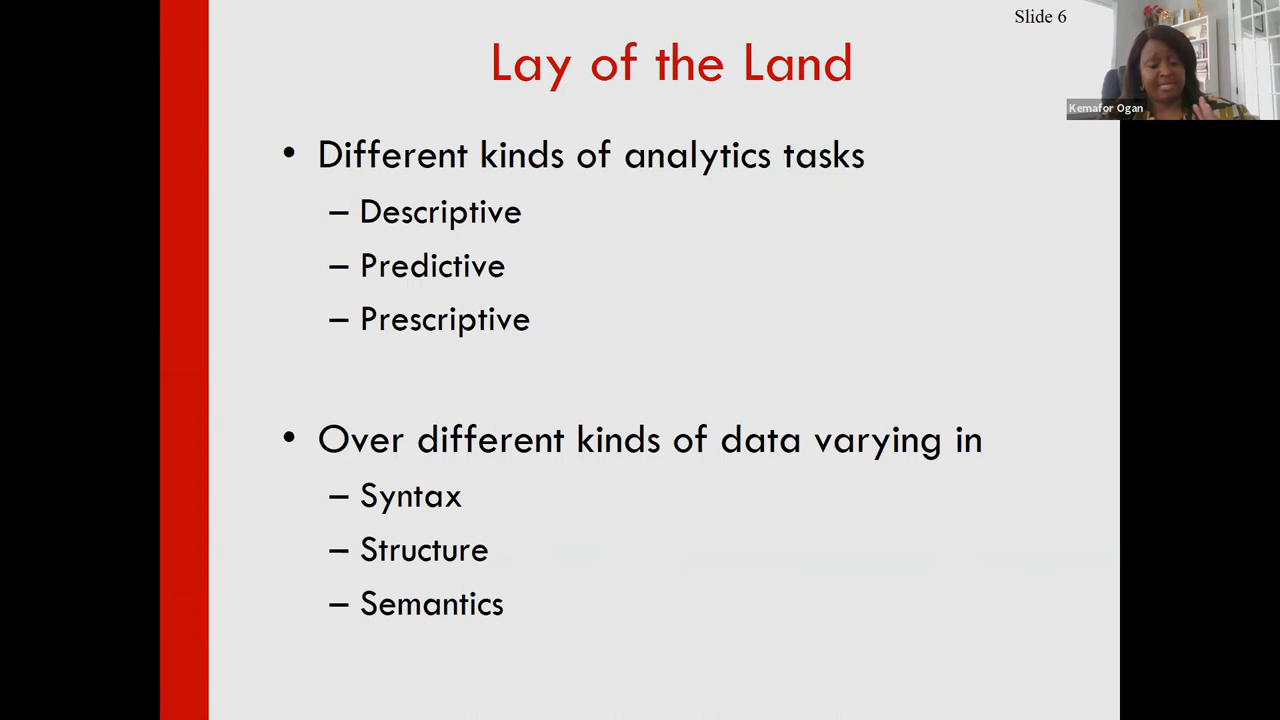 Slide 6
Lay of the Land
Kemafor Ogan
• Different kinds of analytics tasks
– Descriptive
– Predictive
– Prescriptive
• Over different kinds of data varying in
– Syntax
– Structure
– Semantics